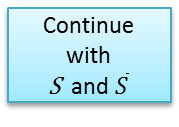 Continue
with
S and Ṡ